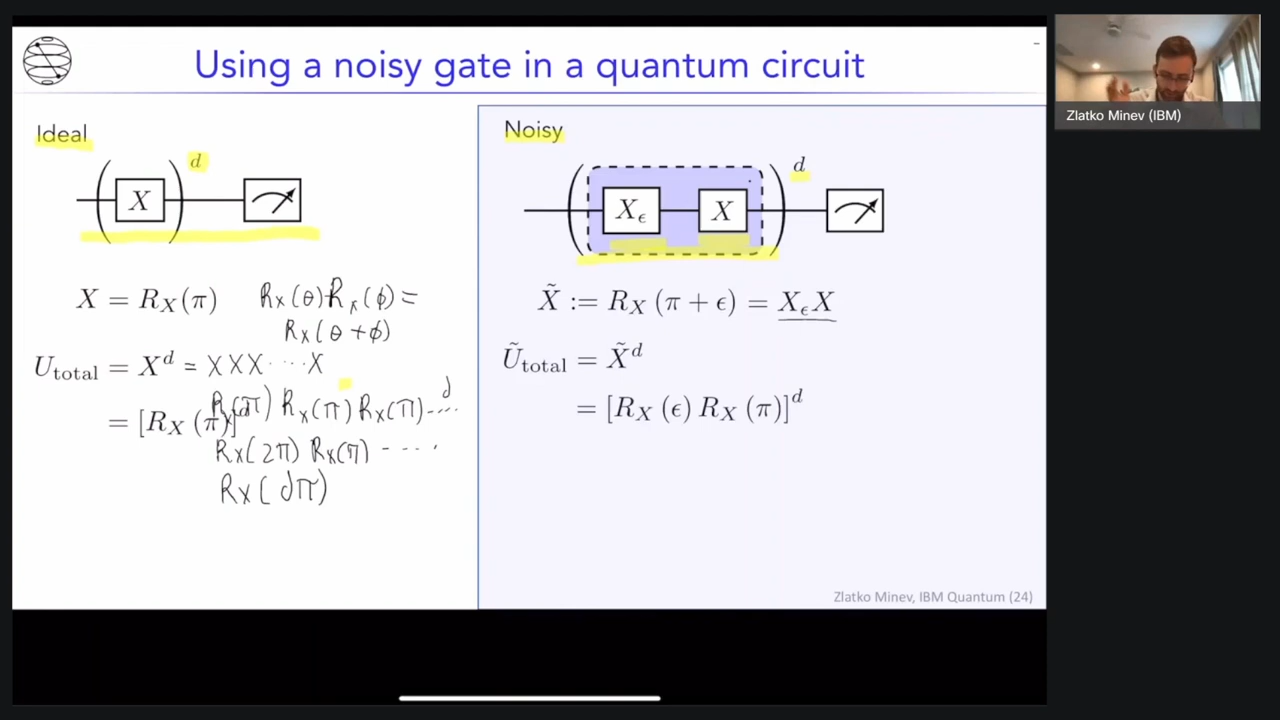 Using a noisy gate in a quantum circuit
Ideal
( X )^d
X = R_X(π)
R_X(θ) R_X(φ) =
R_X(θ + φ)
U_total = X^d = X X X ... X
= [R_X (π)]^d
R_X(π) R_X(π) R_X(π) .... d
R_X(2π) R_X(π) - - - - .
R_X( dπ)
Noisy
( X_ϵ X )^d
X̃ := R_X (π + ϵ) = X_ϵ X
Ũ_total = X̃^d
= [R_X (ϵ) R_X (π)]^d
Zlatko Minev, IBM Quantum (24)
Zlatko Minev (IBM)